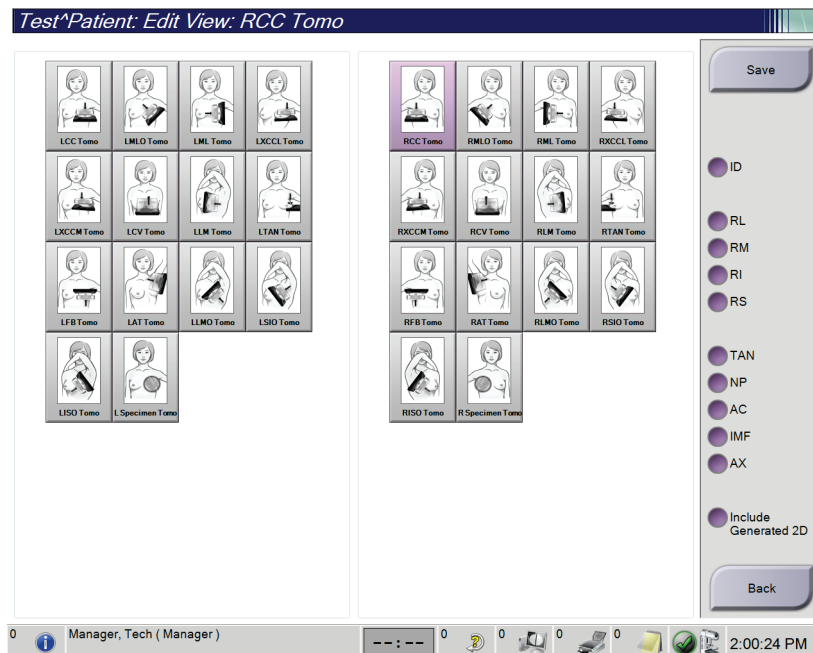 Test^Patient: Edit View: RCC Tomo
LCC Tomo
LMLO Tomo
LML Tomo
LXCCL Tomo
LXCCM Tomo
LCV Tomo
LLM Tomo
LTAN Tomo
LFB Tomo
LAT Tomo
LLMO Tomo
LSIO Tomo
LISO Tomo
L Specimen Tomo
RCC Tomo
RMLO Tomo
RML Tomo
RXCCL Tomo
RXCCM Tomo
RCV Tomo
RLM Tomo
RTAN Tomo
RFB Tomo
RAT Tomo
RLMO Tomo
RSIO Tomo
RISO Tomo
R Specimen Tomo
Save
ID
RL
RM
RI
RS
TAN
NP
AC
IMF
AX
Include
Generated 2D
Back
0
Manager, Tech ( Manager )
--:--
0
0
0
0
2:00:24 PM